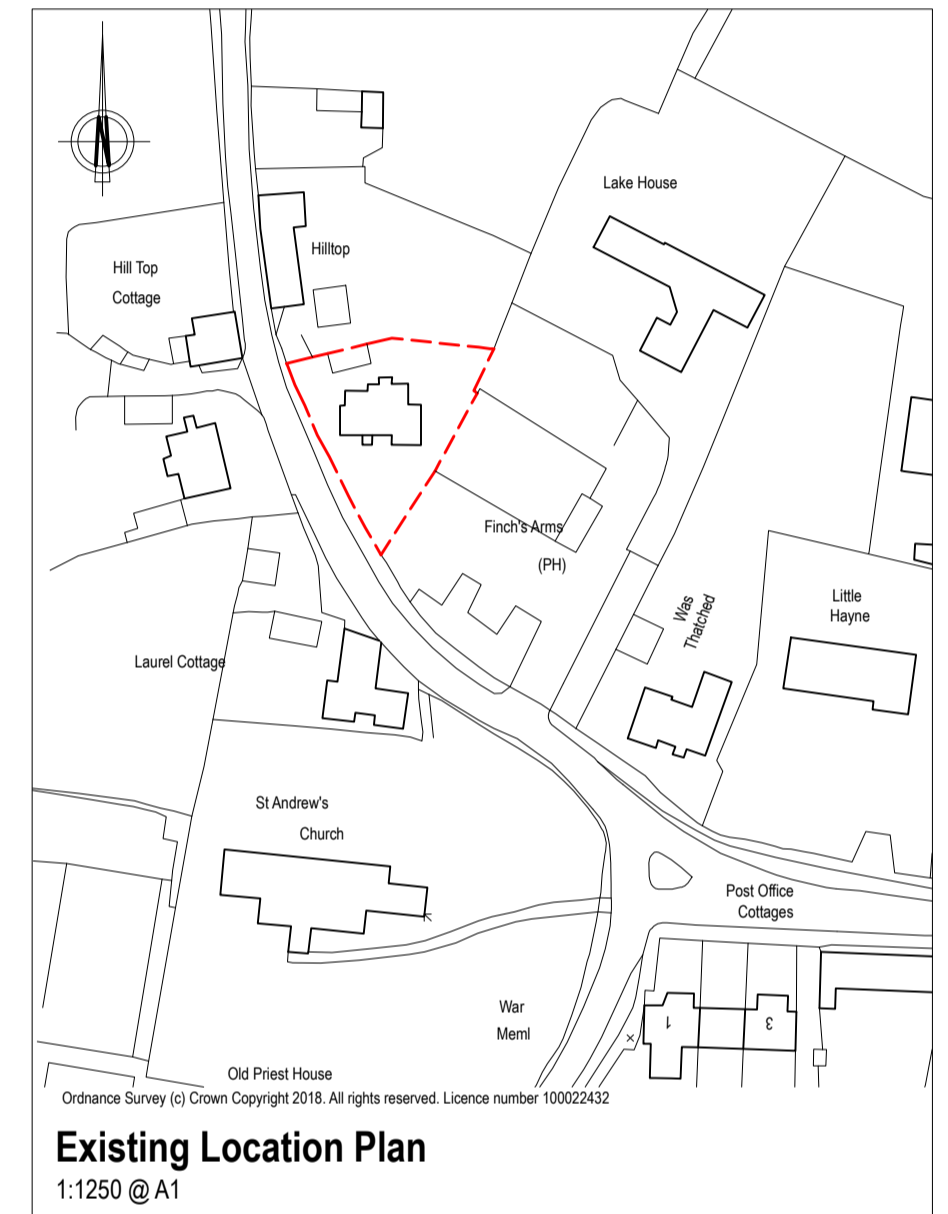 N
Lake House
Hilltop
Hill Top
Cottage
Finch's Arms
(PH)
Was
Thatched
Little
Hayne
Laurel Cottage
St Andrew's
Church
Post Office
Cottages
War
Meml
1
3
Old Priest House
Ordnance Survey (c) Crown Copyright 2018. All rights reserved. Licence number 100022432
Existing Location Plan
1:1250 @ A1